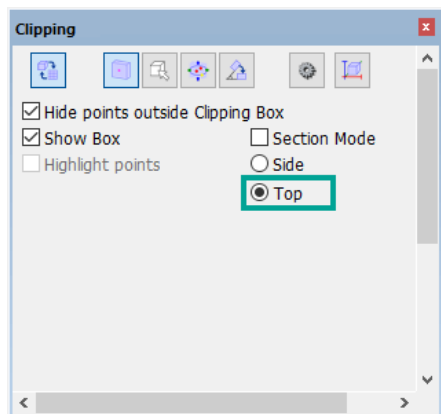 Clipping
Hide points outside Clipping Box
Show Box
Section Mode
Highlight points
Side
Top